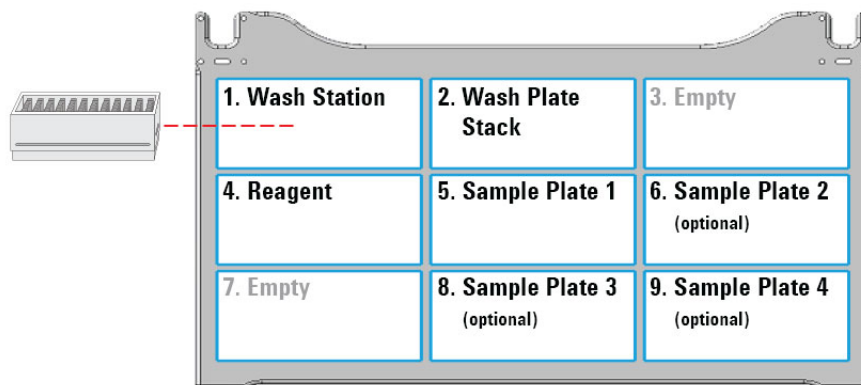 1. Wash Station
2. Wash Plate
Stack
3. Empty
4. Reagent
5. Sample Plate 1
6. Sample Plate 2
(optional)
7. Empty
8. Sample Plate 3
(optional)
9. Sample Plate 4
(optional)